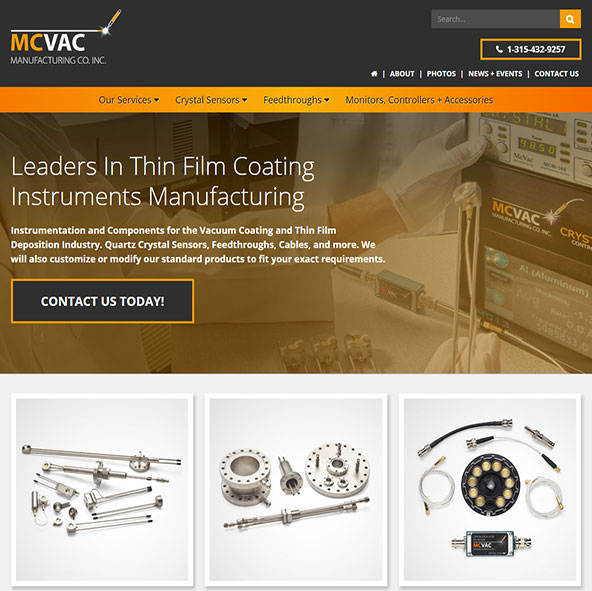 Search...
MCVAC
MANUFACTURING CO. INC.
1-315-432-9257
| ABOUT | PHOTOS | NEWS + EVENTS | CONTACT US
Our Services Crystal Sensors Feedthroughs Monitors, Controllers + Accessories
Leaders In Thin Film Coating
Instruments Manufacturing
Instrumentation and Components for the Vacuum Coating and Thin Film
Deposition Industry. Quartz Crystal Sensors, Feedthroughs, Cables, and more. We
will also customize or modify our standard products to fit your exact requirements.
CONTACT US TODAY!
McVac
MCVAC
MANUFACTURING CO. INC.
Al (Aluminum)
Thickness
MCVAC